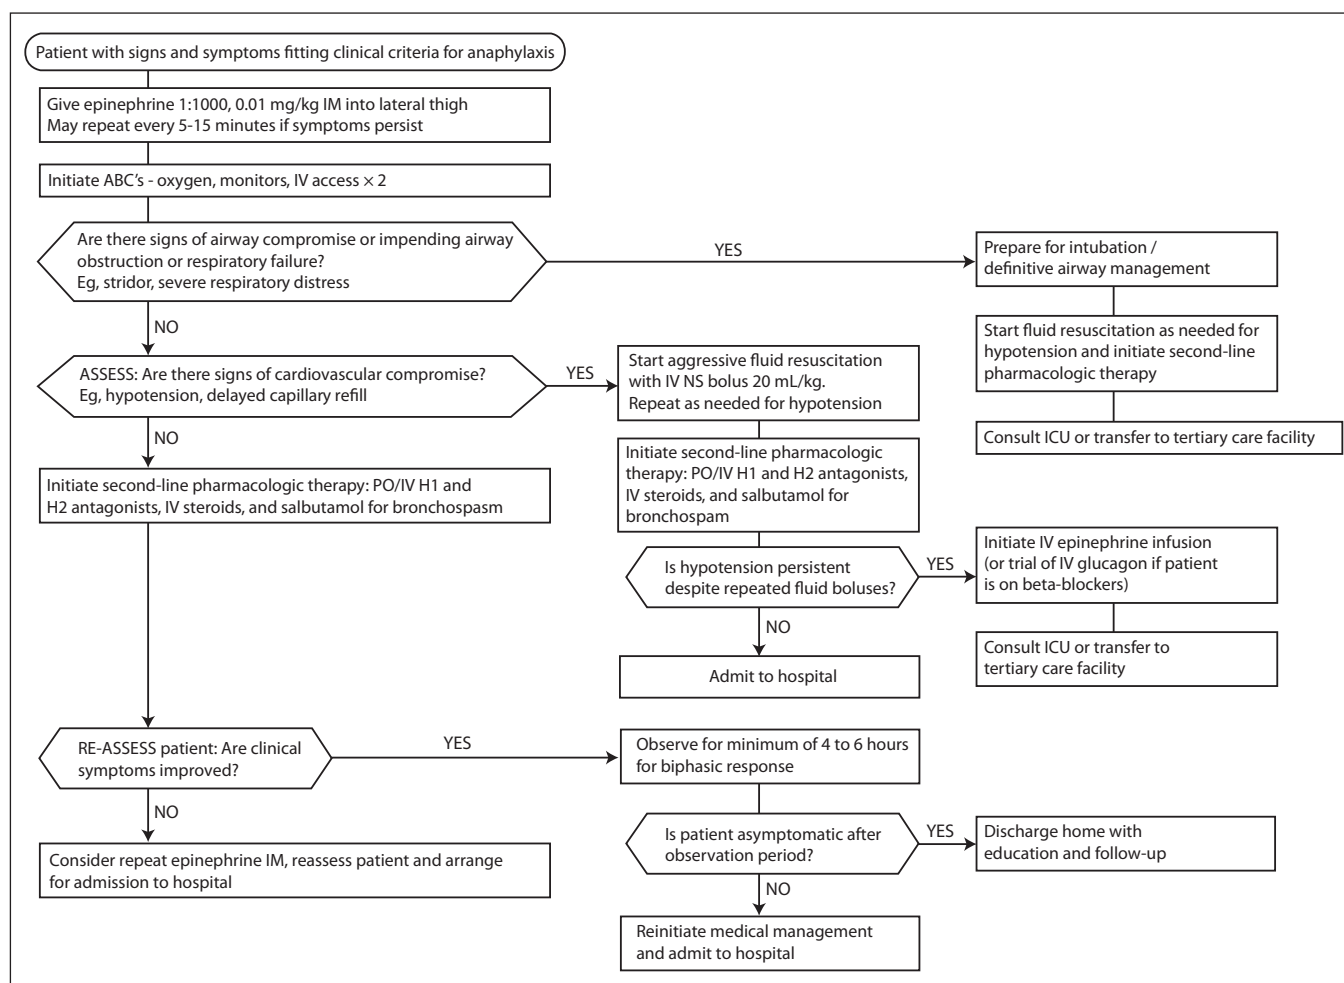 Patient with signs and symptoms fitting clinical criteria for anaphylaxis
Give epinephrine 1:1000, 0.01 mg/kg IM into lateral thigh
May repeat every 5-15 minutes if symptoms persist
Initiate ABC's - oxygen, monitors, IV access × 2
Are there signs of airway compromise or impending airway
obstruction or respiratory failure?
Eg, stridor, severe respiratory distress
YES
Prepare for intubation /
definitive airway management
Start fluid resuscitation as needed for
hypotension and initiate second-line
pharmacologic therapy
Consult ICU or transfer to tertiary care facility
NO
ASSESS: Are there signs of cardiovascular compromise?
Eg, hypotension, delayed capillary refill
YES
Start aggressive fluid resuscitation
with IV NS bolus 20 mL/kg.
Repeat as needed for hypotension
Initiate second-line pharmacologic
therapy: PO/IV H1 and H2 antagonists,
IV steroids, and salbutamol for
bronchospam
Is hypotension persistent
despite repeated fluid boluses?
YES
Initiate IV epinephrine infusion
(or trial of IV glucagon if patient
is on beta-blockers)
Consult ICU or transfer to
tertiary care facility
NO
Admit to hospital
NO
Initiate second-line pharmacologic therapy: PO/IV H1 and
H2 antagonists, IV steroids, and salbutamol for bronchospasm
RE-ASSESS patient: Are clinical
symptoms improved?
YES
Observe for minimum of 4 to 6 hours
for biphasic response
Is patient asymptomatic after
observation period?
YES
Discharge home with
education and follow-up
NO
Reinitiate medical management
and admit to hospital
NO
Consider repeat epinephrine IM, reassess patient and arrange
for admission to hospital